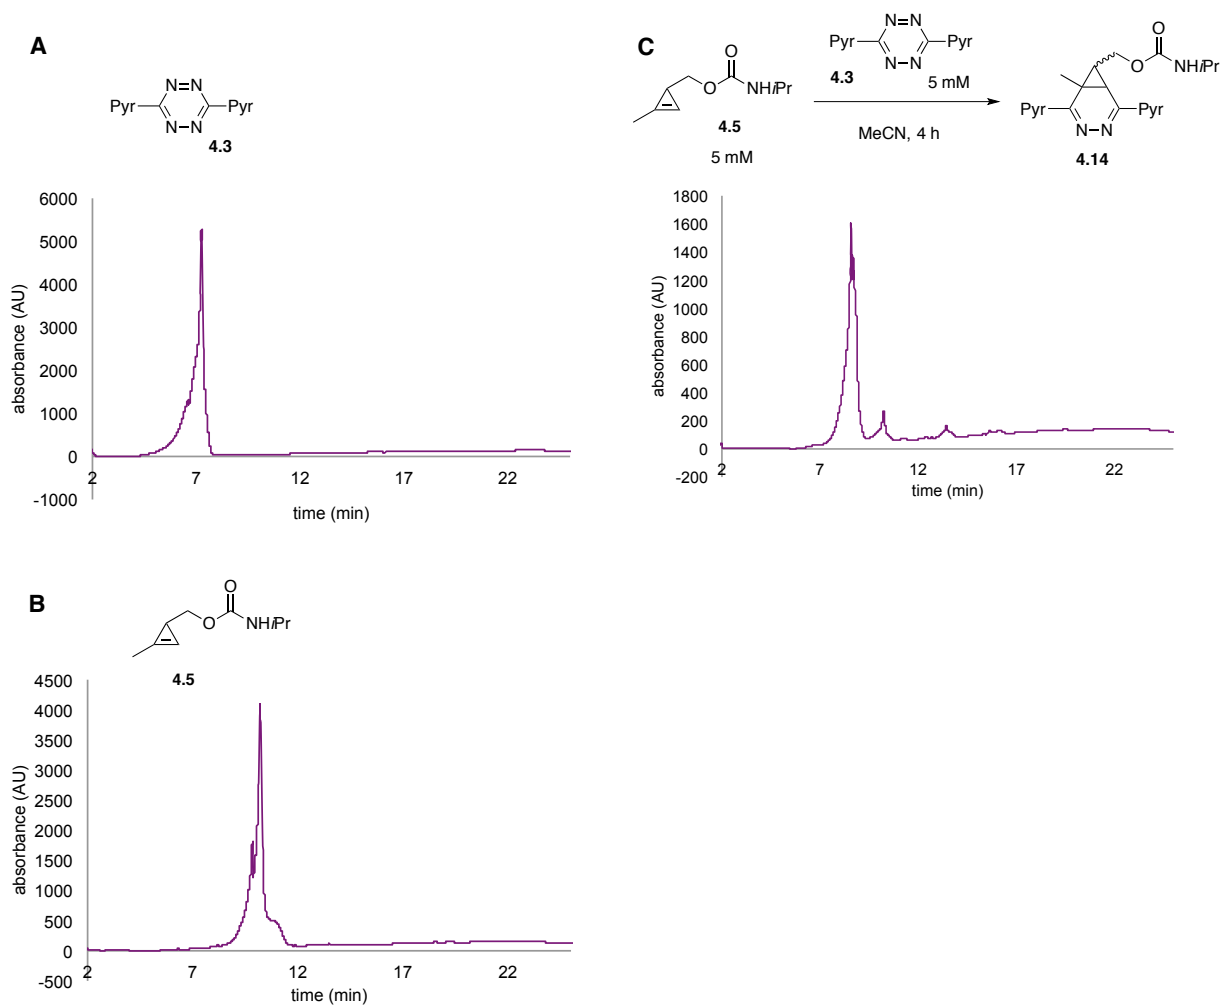 A
N N
Pyr Pyr
N N
4.3
6000
5000
4000
3000
2000
1000
0
-1000
2 7 12 17 22
absorbance (AU)
time (min)
B
O
O NHiPr
4.5
4500
4000
3500
3000
2500
2000
1500
1000
500
0
-500
2 7 12 17 22
absorbance (AU)
time (min)
C
O
O NHiPr
4.5
5 mM
N N
Pyr Pyr
N N
4.3 5 mM
MeCN, 4 h
O
O NHiPr
Pyr Pyr
N N
4.14
1800
1600
1400
1200
1000
800
600
400
200
0
-200
2 7 12 17 22
absorbance (AU)
time (min)